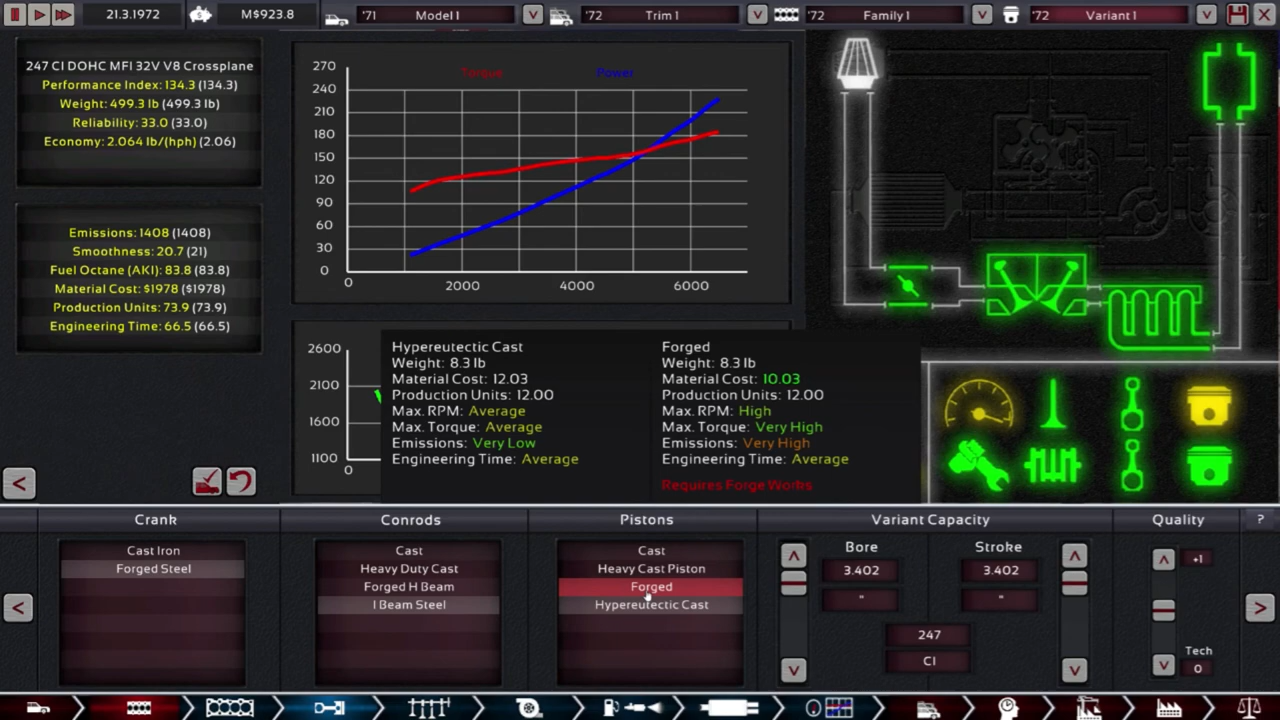 21.3.1972
M$923.8
'71 Model 1
'72 Trim 1
'72 Family 1
'72 Variant 1
247 CI DOHC MFI 32V V8 Crossplane
Performance Index: 134.3 (134.3)
Weight: 499.3 lb (499.3 lb)
Reliability: 33.0 (33.0)
Economy: 2.064 lb/(hph) (2.06)
Emissions: 1408 (1408)
Smoothness: 20.7 (21)
Fuel Octane (AKI): 83.8 (83.8)
Material Cost: $1978 ($1978)
Production Units: 73.9 (73.9)
Engineering Time: 66.5 (66.5)
Torque
Power
270
240
210
180
150
120
90
60
30
0
0
2000
4000
6000
2600
2100
1600
1100
0
Hypereutectic Cast
Weight: 8.3 lb
Material Cost: 12.03
Production Units: 12.00
Max. RPM: Average
Max. Torque: Average
Emissions: Very Low
Engineering Time: Average
Forged
Weight: 8.3 lb
Material Cost: 10.03
Production Units: 12.00
Max. RPM: High
Max. Torque: Very High
Emissions: Very High
Engineering Time: Average
Requires Forge Works
Crank
Cast Iron
Forged Steel
Conrods
Cast
Heavy Duty Cast
Forged H Beam
I Beam Steel
Pistons
Cast
Heavy Cast Piston
Forged
Hypereutectic Cast
Variant Capacity
Bore
3.402
"
Stroke
3.402
"
247
CI
Quality
+1
Tech
0
?